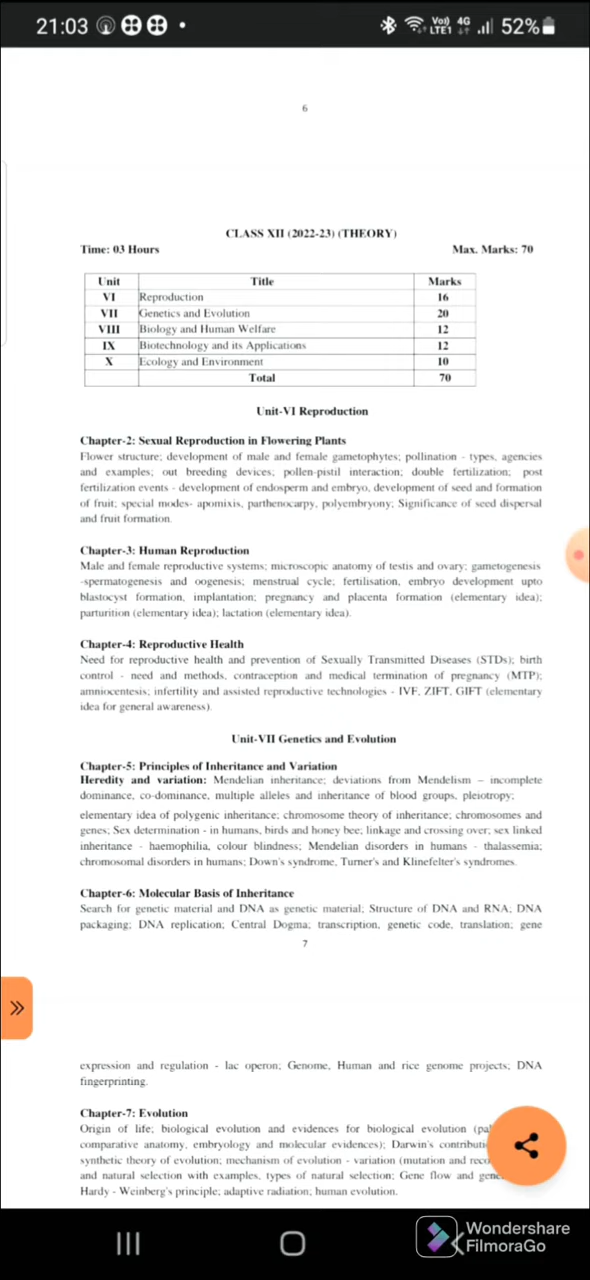 21:03
Vo)) 4G
LTE1
52%
6
CLASS XII (2022-23) (THEORY)
Time: 03 Hours Max. Marks: 70
Unit Title Marks
VI Reproduction 16
VII Genetics and Evolution 20
VIII Biology and Human Welfare 12
IX Biotechnology and its Applications 12
X Ecology and Environment 10
Total 70
Unit-VI Reproduction
Chapter-2: Sexual Reproduction in Flowering Plants
Flower structure; development of male and female gametophytes; pollination - types, agencies
and examples; out breeding devices; pollen-pistil interaction; double fertilization; post
fertilization events - development of endosperm and embryo, development of seed and formation
of fruit; special modes- apomixis, parthenocarpy, polyembryony; Significance of seed dispersal
and fruit formation.
Chapter-3: Human Reproduction
Male and female reproductive systems; microscopic anatomy of testis and ovary; gametogenesis
-spermatogenesis and oogenesis; menstrual cycle; fertilisation, embryo development upto
blastocyst formation, implantation; pregnancy and placenta formation (elementary idea);
parturition (elementary idea); lactation (elementary idea).
Chapter-4: Reproductive Health
Need for reproductive health and prevention of Sexually Transmitted Diseases (STDs); birth
control - need and methods, contraception and medical termination of pregnancy (MTP);
amniocentesis; infertility and assisted reproductive technologies - IVF, ZIFT, GIFT (elementary
idea for general awareness).
Unit-VII Genetics and Evolution
Chapter-5: Principles of Inheritance and Variation
Heredity and variation: Mendelian inheritance; deviations from Mendelism – incomplete
dominance, co-dominance, multiple alleles and inheritance of blood groups, pleiotropy;
elementary idea of polygenic inheritance; chromosome theory of inheritance; chromosomes and
genes; Sex determination - in humans, birds and honey bee; linkage and crossing over; sex linked
inheritance - haemophilia, colour blindness; Mendelian disorders in humans - thalassemia;
chromosomal disorders in humans; Down's syndrome, Turner's and Klinefelter's syndromes.
Chapter-6: Molecular Basis of Inheritance
Search for genetic material and DNA as genetic material; Structure of DNA and RNA; DNA
packaging; DNA replication; Central Dogma; transcription, genetic code, translation; gene
7
expression and regulation - lac operon; Genome, Human and rice genome projects; DNA
fingerprinting.
Chapter-7: Evolution
Origin of life; biological evolution and evidences for biological evolution
comparative anatomy, embryology and molecular evidences); Darwin's
synthetic theory of evolution; mechanism of evolution - variation (mutation and
and natural selection with examples, types of natural selection; Gene flow and
Hardy - Weinberg's principle; adaptive radiation; human evolution.
Wondershare
FilmoraGo